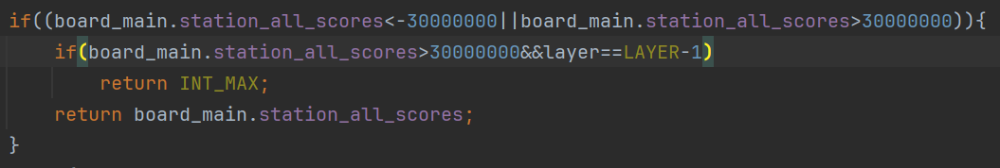 if((board_main.station_all_scores<-30000000||board_main.station_all_scores>30000000)){
    if(board_main.station_all_scores>30000000&&layer==LAYER-1)
        return INT_MAX;
    return board_main.station_all_scores;
}